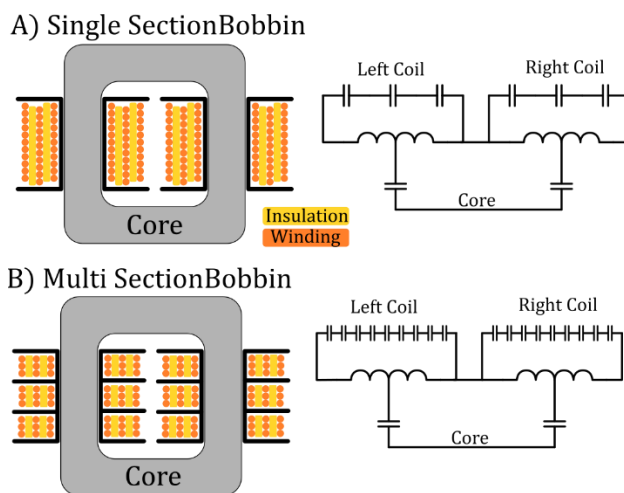 A) Single SectionBobbin
Left Coil
Right Coil
Core
Insulation
Winding
Core
B) Multi SectionBobbin
Left Coil
Right Coil
Core
Core